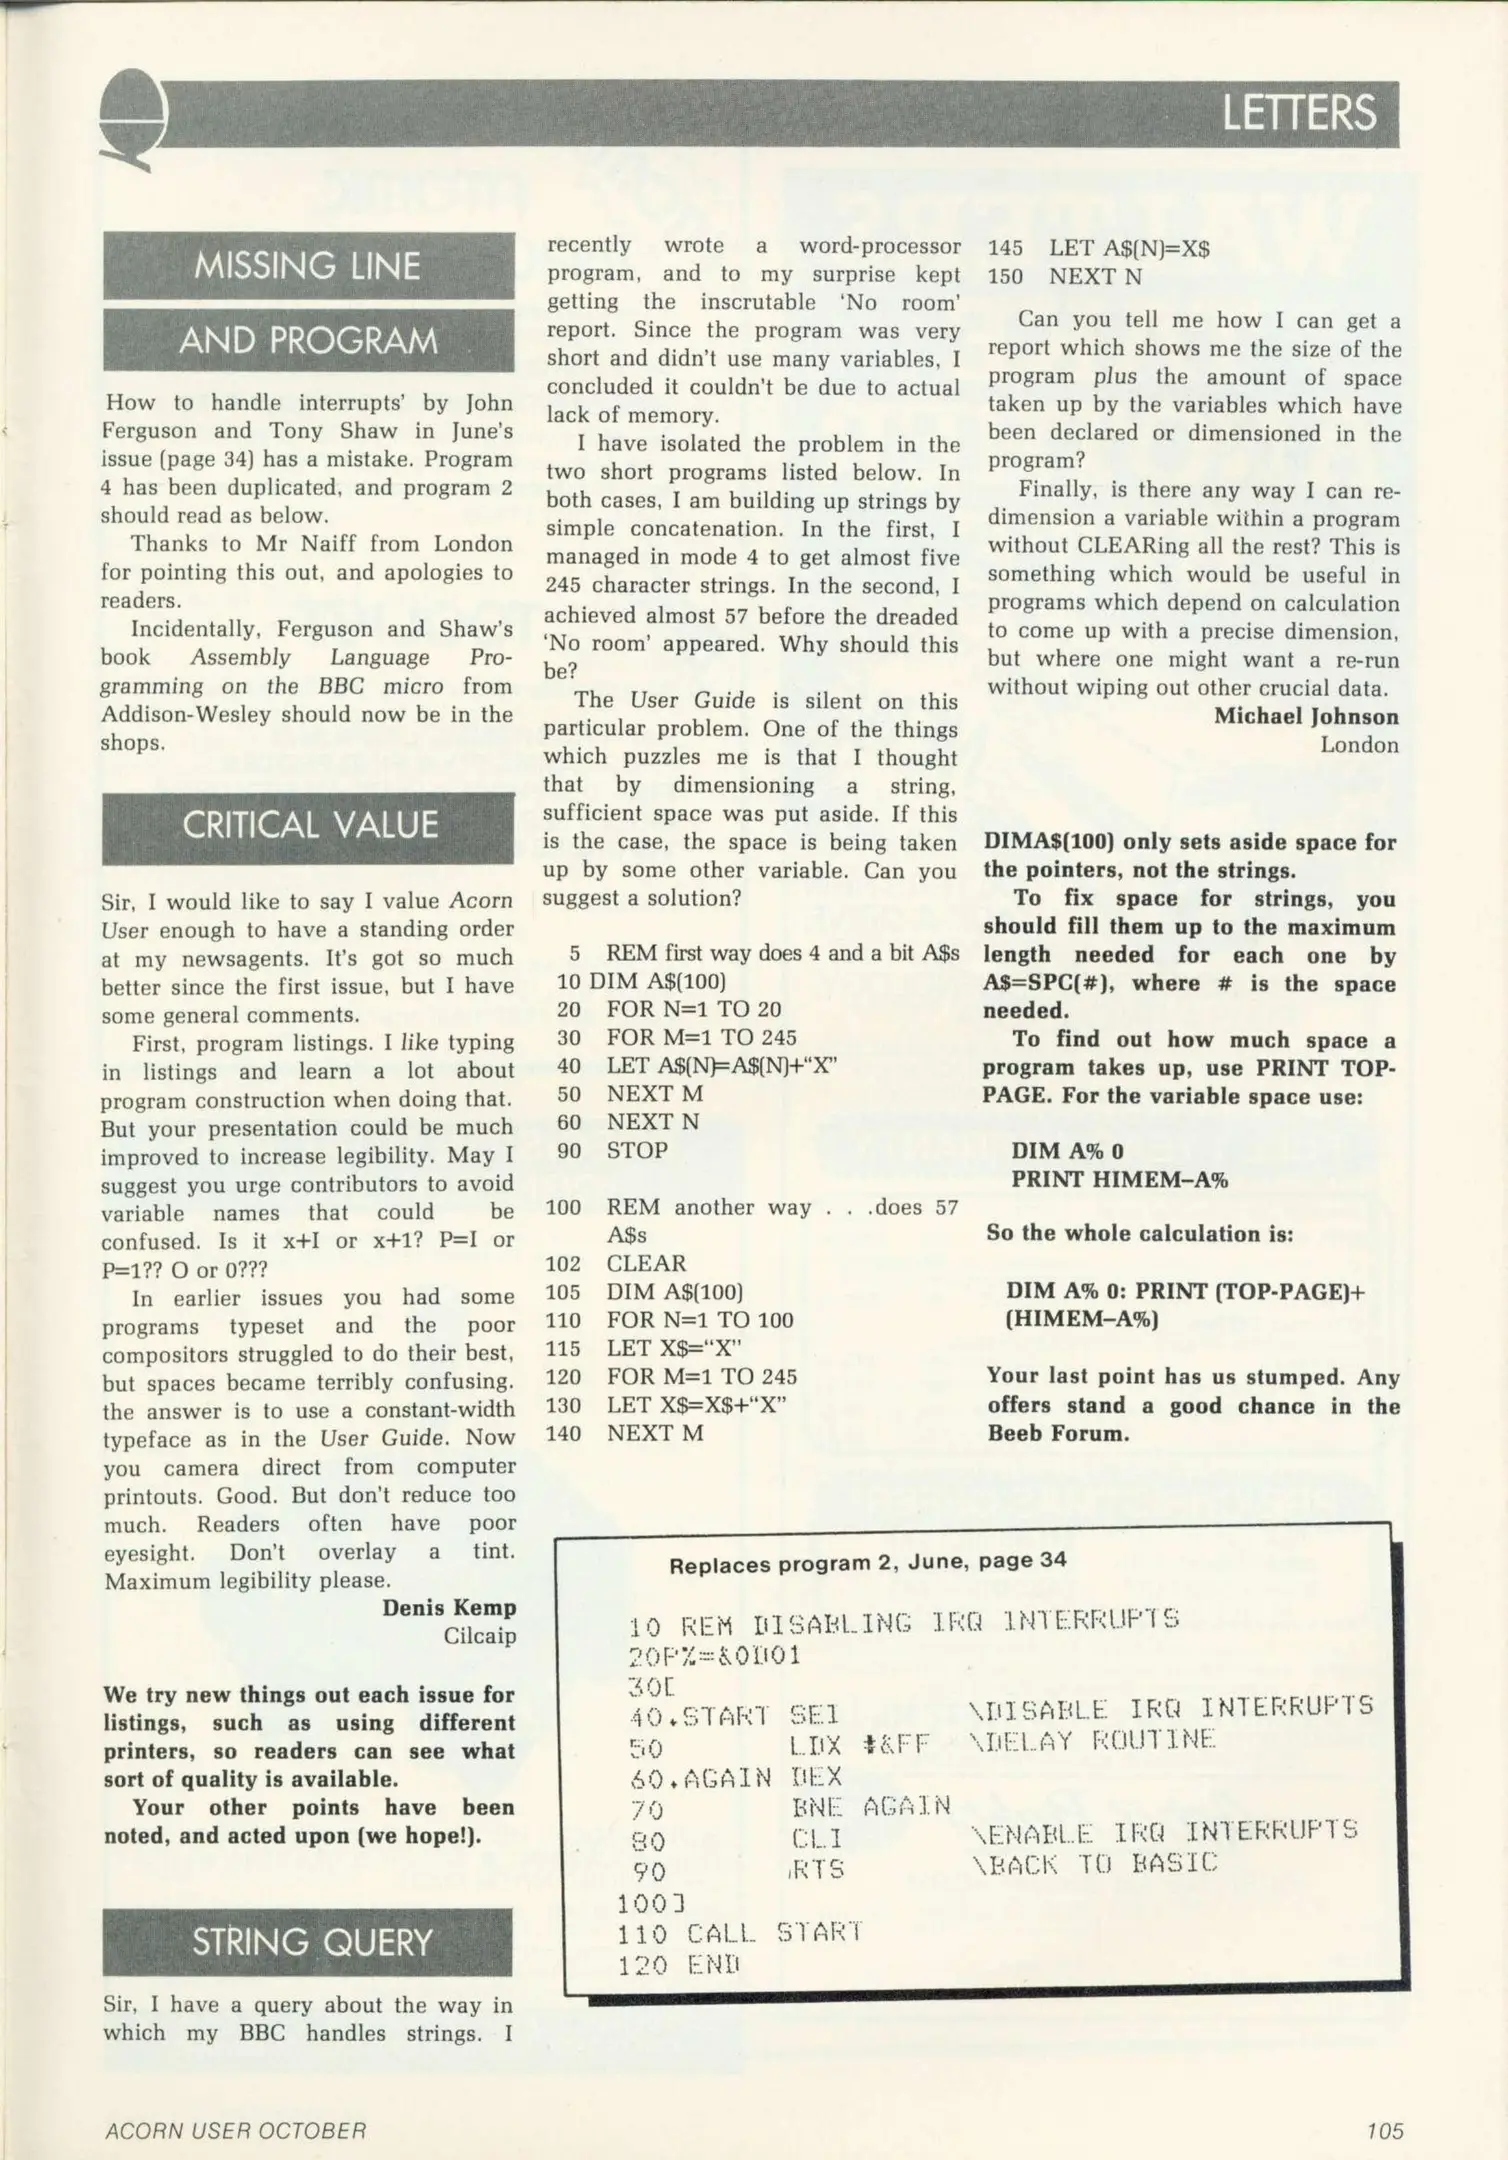 LETTERS
MISSING LINE
AND PROGRAM
How to handle interrupts' by John
Ferguson and Tony Shaw in June's
issue (page 34) has a mistake. Program
4 has been duplicated, and program 2
should read as below.
Thanks to Mr Naiff from London
for pointing this out, and apologies to
readers.
Incidentally, Ferguson and Shaw's
book Assembly Language Pro-
gramming on the BBC micro from
Addison-Wesley should now be in the
shops.
CRITICAL VALUE
Sir, I would like to say I value Acorn
User enough to have a standing order
at my newsagents. It's got so much
better since the first issue, but I have
some general comments.
First, program listings. I like typing
in listings and learn a lot about
program construction when doing that.
But your presentation could be much
improved to increase legibility. May I
suggest you urge contributors to avoid
variable names that could be
confused. Is it x+I or x+1? P=I or
P=1?? O or 0???
In earlier issues you had some
programs typeset and the poor
compositors struggled to do their best,
but spaces became terribly confusing.
the answer is to use a constant-width
typeface as in the User Guide. Now
you camera direct from computer
printouts. Good. But don't reduce too
much. Readers often have poor
eyesight. Don't overlay a tint.
Maximum legibility please.
Denis Kemp
Cilcaip
We try new things out each issue for
listings, such as using different
printers, so readers can see what
sort of quality is available.
Your other points have been
noted, and acted upon (we hope!).
STRING QUERY
Sir, I have a query about the way in
which my BBC handles strings. I
recently wrote a word-processor
program, and to my surprise kept
getting the inscrutable 'No room'
report. Since the program was very
short and didn't use many variables, I
concluded it couldn't be due to actual
lack of memory.
I have isolated the problem in the
two short programs listed below. In
both cases, I am building up strings by
simple concatenation. In the first, I
managed in mode 4 to get almost five
245 character strings. In the second, I
achieved almost 57 before the dreaded
'No room' appeared. Why should this
be?
The User Guide is silent on this
particular problem. One of the things
which puzzles me is that I thought
that by dimensioning a string,
sufficient space was put aside. If this
is the case, the space is being taken
up by some other variable. Can you
suggest a solution?
5 REM first way does 4 and a bit A$s
10 DIM A$(100)
20 FOR N=1 TO 20
30 FOR M=1 TO 245
40 LET A$(N)=A$(N)+"X"
50 NEXT M
60 NEXT N
90 STOP
100 REM another way . . .does 57
A$s
102 CLEAR
105 DIM A$(100)
110 FOR N=1 TO 100
115 LET X$="X"
120 FOR M=1 TO 245
130 LET X$=X$+"X"
140 NEXT M
145 LET A$(N)=X$
150 NEXT N
Can you tell me how I can get a
report which shows me the size of the
program plus the amount of space
taken up by the variables which have
been declared or dimensioned in the
program?
Finally, is there any way I can re-
dimension a variable within a program
without CLEARing all the rest? This is
something which would be useful in
programs which depend on calculation
to come up with a precise dimension,
but where one might want a re-run
without wiping out other crucial data.
Michael Johnson
London
DIMA$(100) only sets aside space for
the pointers, not the strings.
To fix space for strings, you
should fill them up to the maximum
length needed for each one by
A$=SPC(#), where # is the space
needed.
To find out how much space a
program takes up, use PRINT TOP-
PAGE. For the variable space use:
DIM A% 0
PRINT HIMEM–A%
So the whole calculation is:
DIM A% 0: PRINT (TOP-PAGE)+
(HIMEM–A%)
Your last point has us stumped. Any
offers stand a good chance in the
Beeb Forum.
Replaces program 2, June, page 34
10 REM DISABLING IRQ INTERRUPTS
20P%=&0D01
30[
40.START SEI \DISABLE IRQ INTERRUPTS
50 LDX #&FF \DELAY ROUTINE
60.AGAIN DEX
70 BNE AGAIN
80 CLI \ENABLE IRQ INTERRUPTS
90 RTS \BACK TO BASIC
100]
110 CALL START
120 END
ACORN USER OCTOBER
105